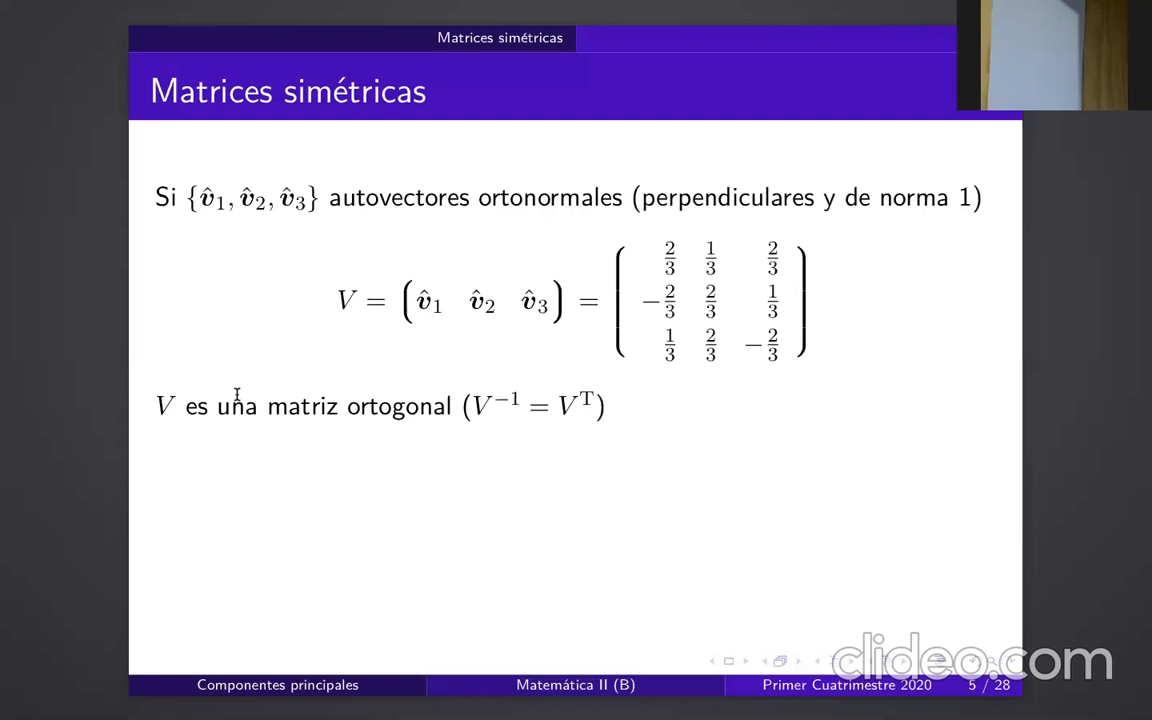 Matrices simétricas
Matrices simétricas
Si {v̂₁, v̂₂, v̂₃} autovectores ortonormales (perpendiculares y de norma 1)
V = ( v̂₁ v̂₂ v̂₃ ) = ( 2/3 1/3 2/3
−2/3 2/3 1/3
1/3 2/3 −2/3 )
V es una matriz ortogonal (V⁻¹ = Vᵀ)
clideo.com
Componentes principales Matemática II (B) Primer Cuatrimestre 2020 5 / 28